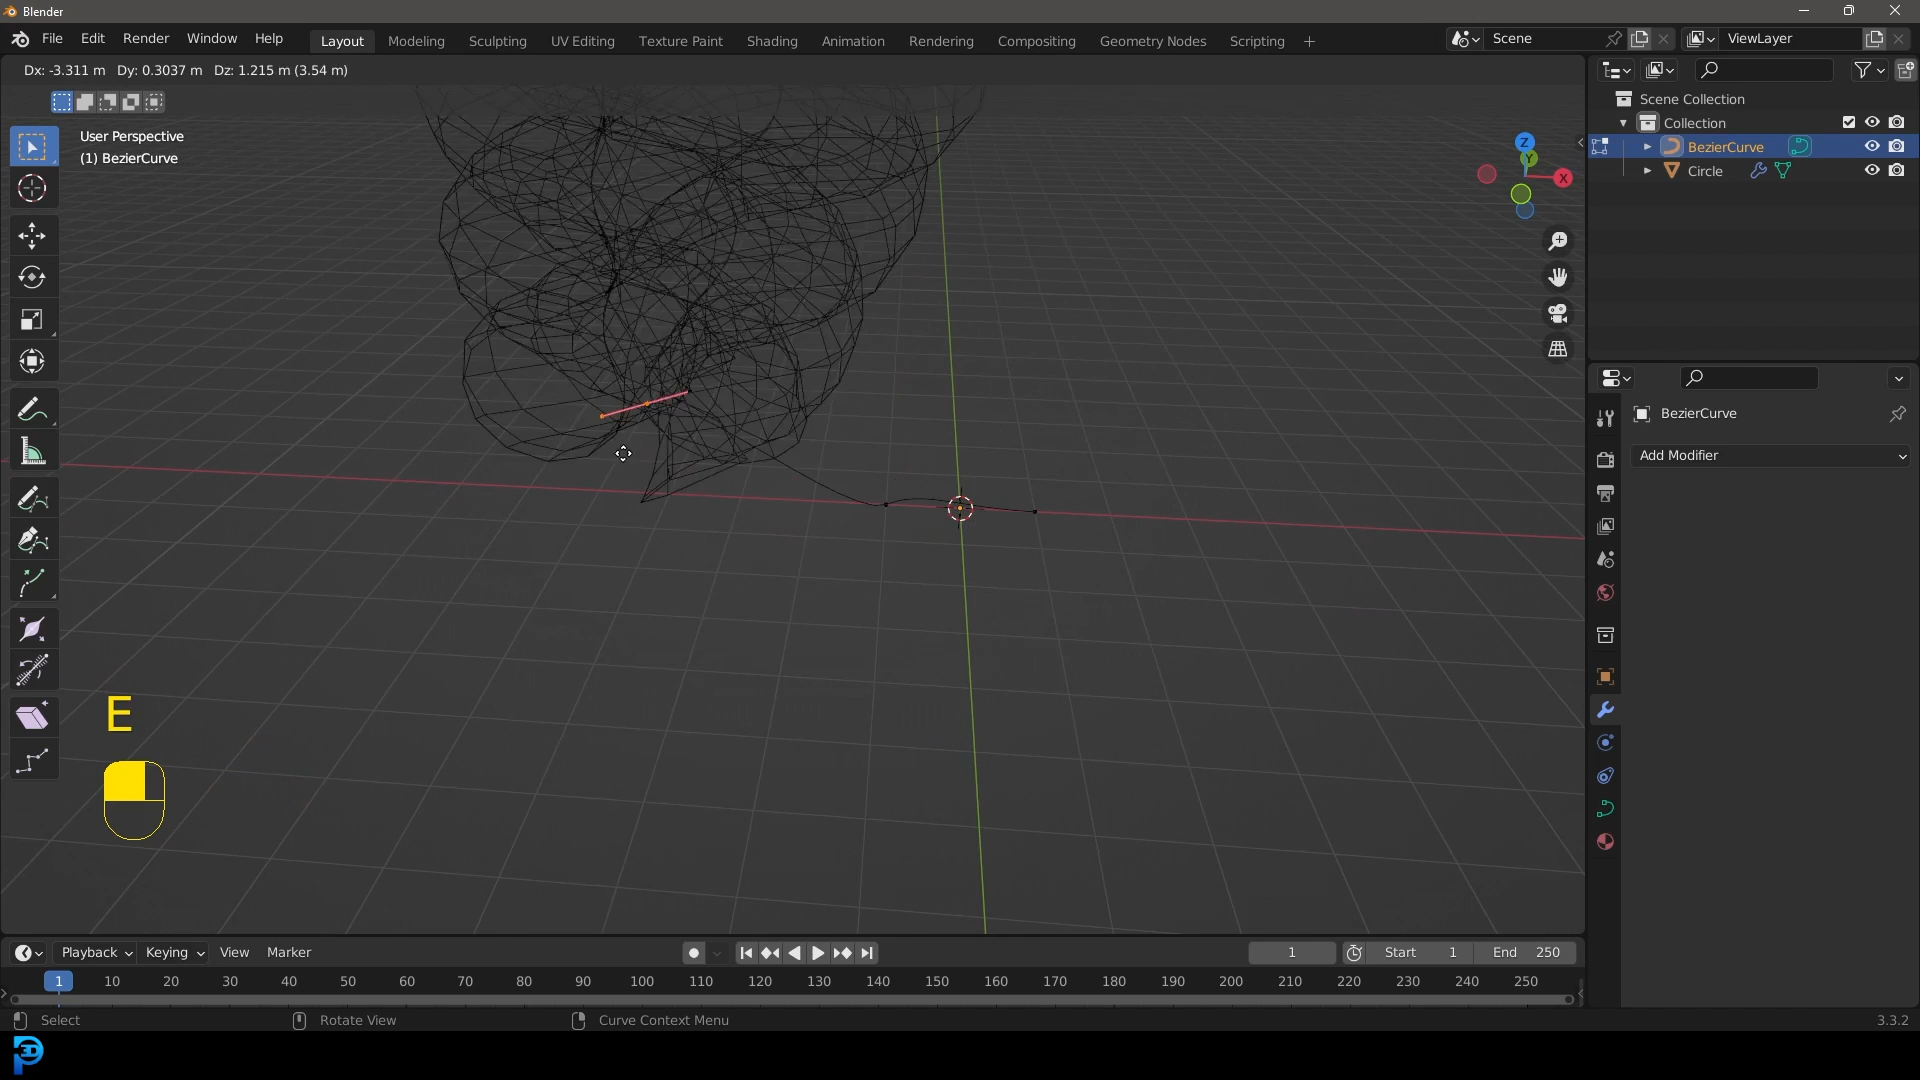 Blender
File Edit Render Window Help Layout Modeling Sculpting UV Editing Texture Paint Shading Animation Rendering Compositing Geometry Nodes Scripting + Scene ViewLayer
Dx: -3.311 m Dy: 0.3037 m Dz: 1.215 m (3.54 m)
User Perspective
(1) BezierCurve
Z
Y
X
Scene Collection
Collection
BezierCurve
Circle
BezierCurve
Add Modifier
E
Playback Keying View Marker 1 Start 1 End 250
1 10 20 30 40 50 60 70 80 90 100 110 120 130 140 150 160 170 180 190 200 210 220 230 240 250
Select Rotate View Curve Context Menu 3.3.2
3D